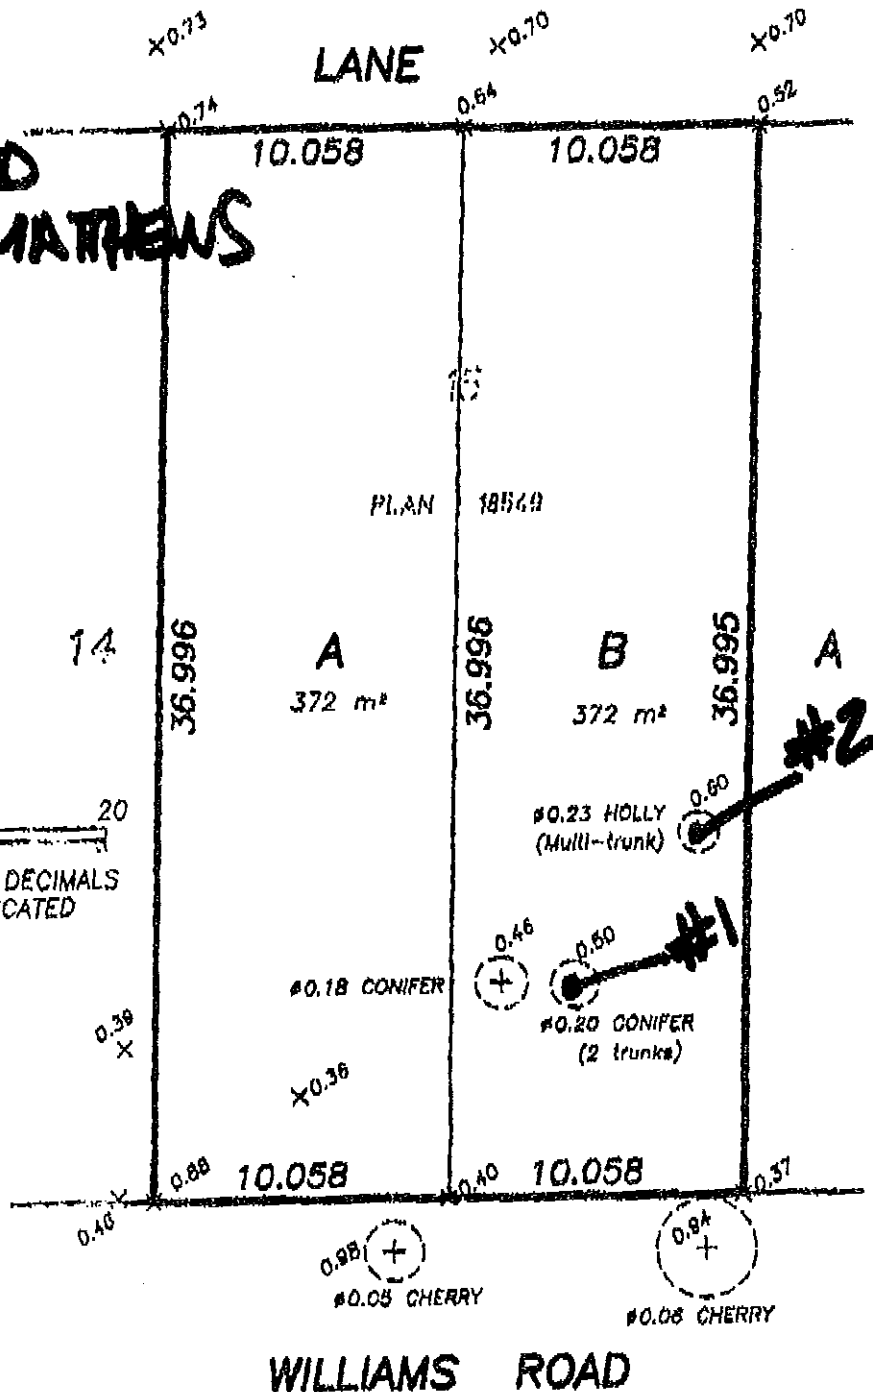 0.73
0.70
0.70
LANE
0.74
0.64
0.52
10.058
10.058
D
MATTHEWS
PLAN 18549
14
36.996
A
372 m²
36.996
B
372 m²
36.995
A
#2
0.60
ø0.23 HOLLY
(Multi-trunk)
20
DECIMALS
CATED
#1
0.46
0.50
ø0.18 CONIFER
ø0.20 CONIFER
(2 trunks)
0.39
0.36
0.88
10.058
0.40
10.058
0.37
0.40
0.98
ø0.05 CHERRY
0.94
ø0.06 CHERRY
WILLIAMS ROAD